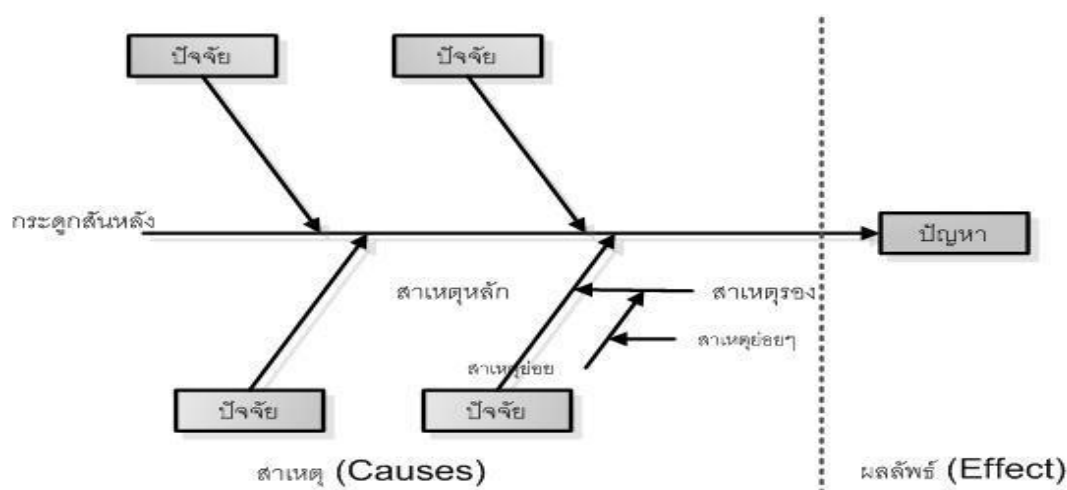 ปัจจัย
ปัจจัย
กระดูกสันหลัง
ปัญหา
สาเหตุหลัก
สาเหตุรอง
สาเหตุย่อยๆ
สาเหตุย่อย
ปัจจัย
ปัจจัย
สาเหตุ (Causes)
ผลลัพธ์ (Effect)